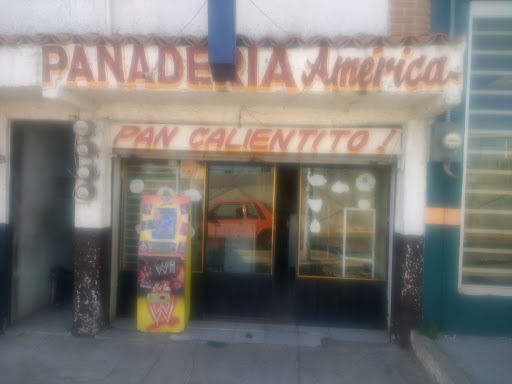 PANADERIA América
PAN CALIENTITO !
W
W